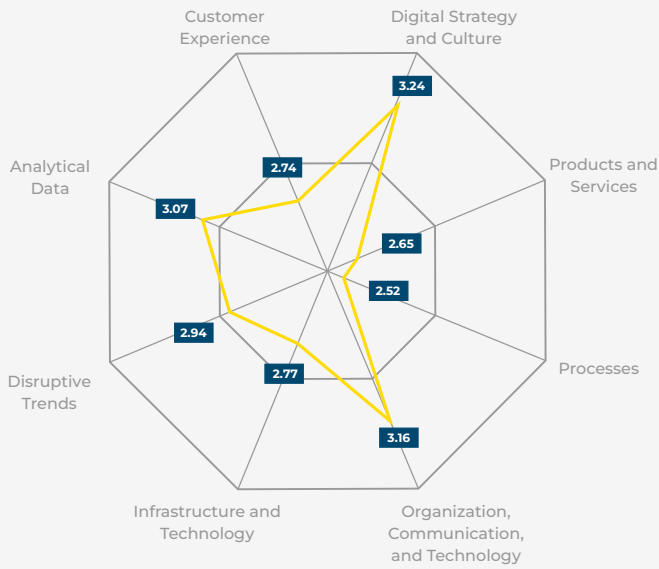 Customer
Experience
Digital Strategy
and Culture
3.24
2.74
Analytical
Data
Products and
Services
3.07
2.65
2.52
2.94
Disruptive
Trends
Processes
2.77
3.16
Infrastructure and
Technology
Organization,
Communication,
and Technology